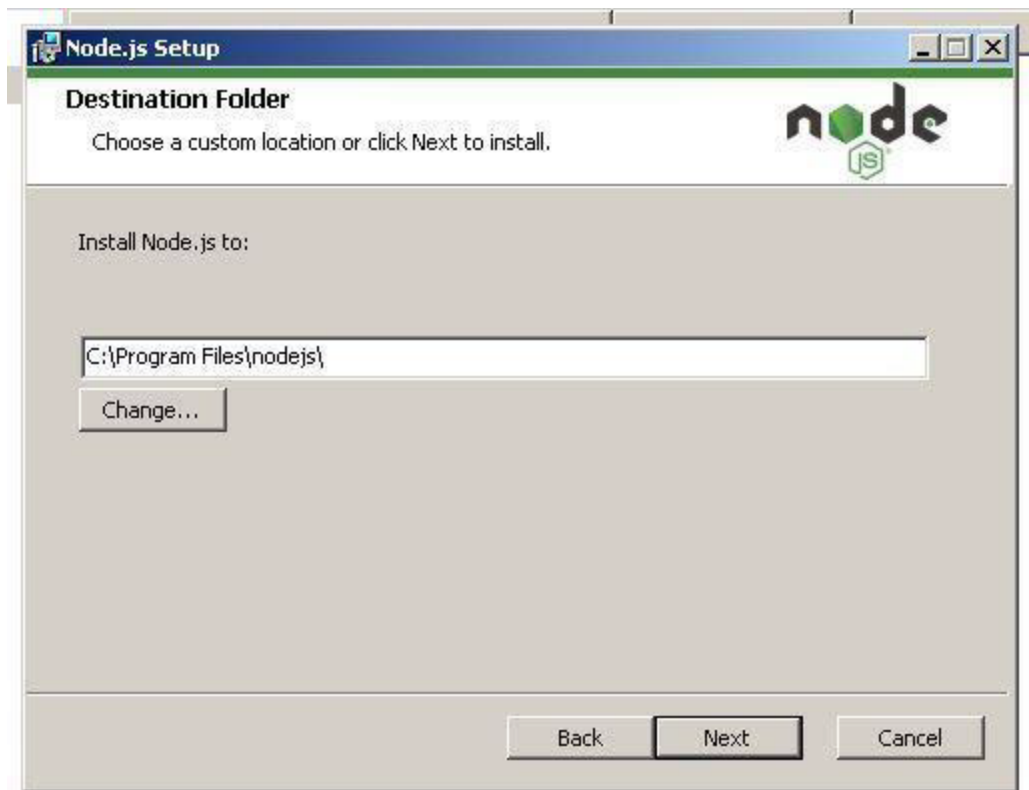 Node.js Setup
Destination Folder
Choose a custom location or click Next to install.
node
JS
Install Node.js to:
C:\Program Files\nodejs\
Change...
Back
Next
Cancel